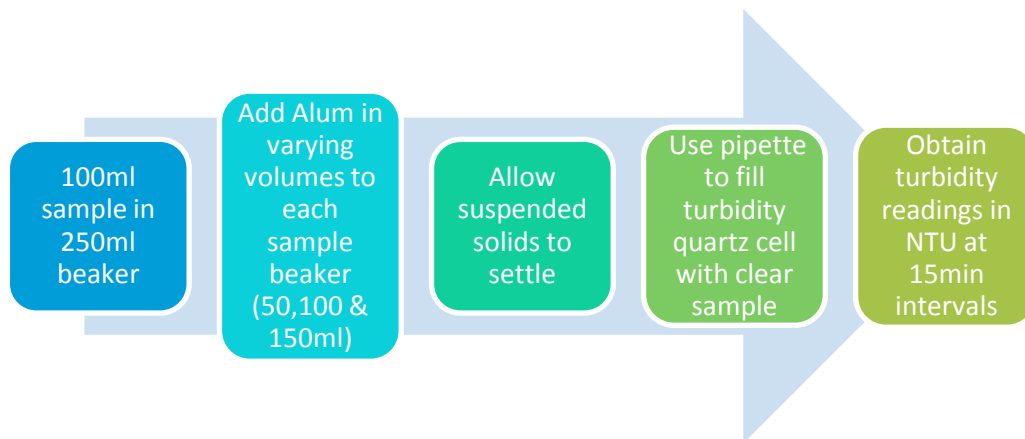 100ml
sample in
250ml
beaker
Add Alum in
varying
volumes to
each
sample
beaker
(50,100 &
150ml)
Allow
suspended
solids to
settle
Use pipette
to fill
turbidity
quartz cell
with clear
sample
Obtain
turbidity
readings in
NTU at
15min
intervals